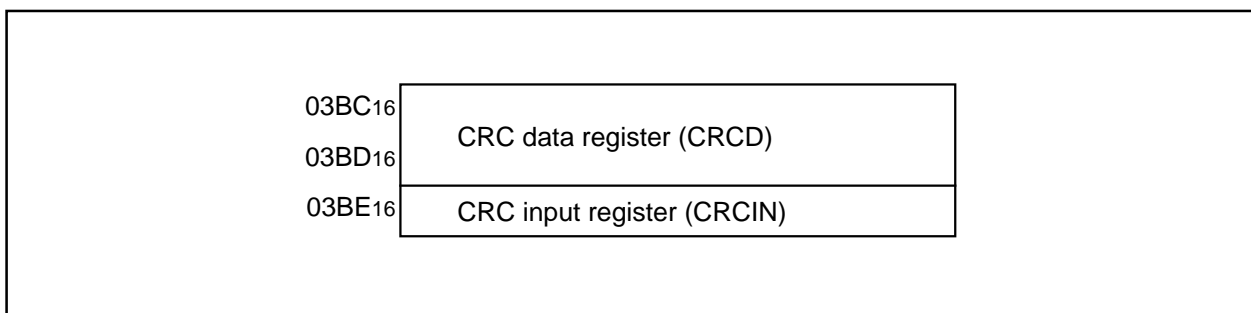 03BC16
CRC data register (CRCD)
03BD16
03BE16 CRC input register (CRCIN)